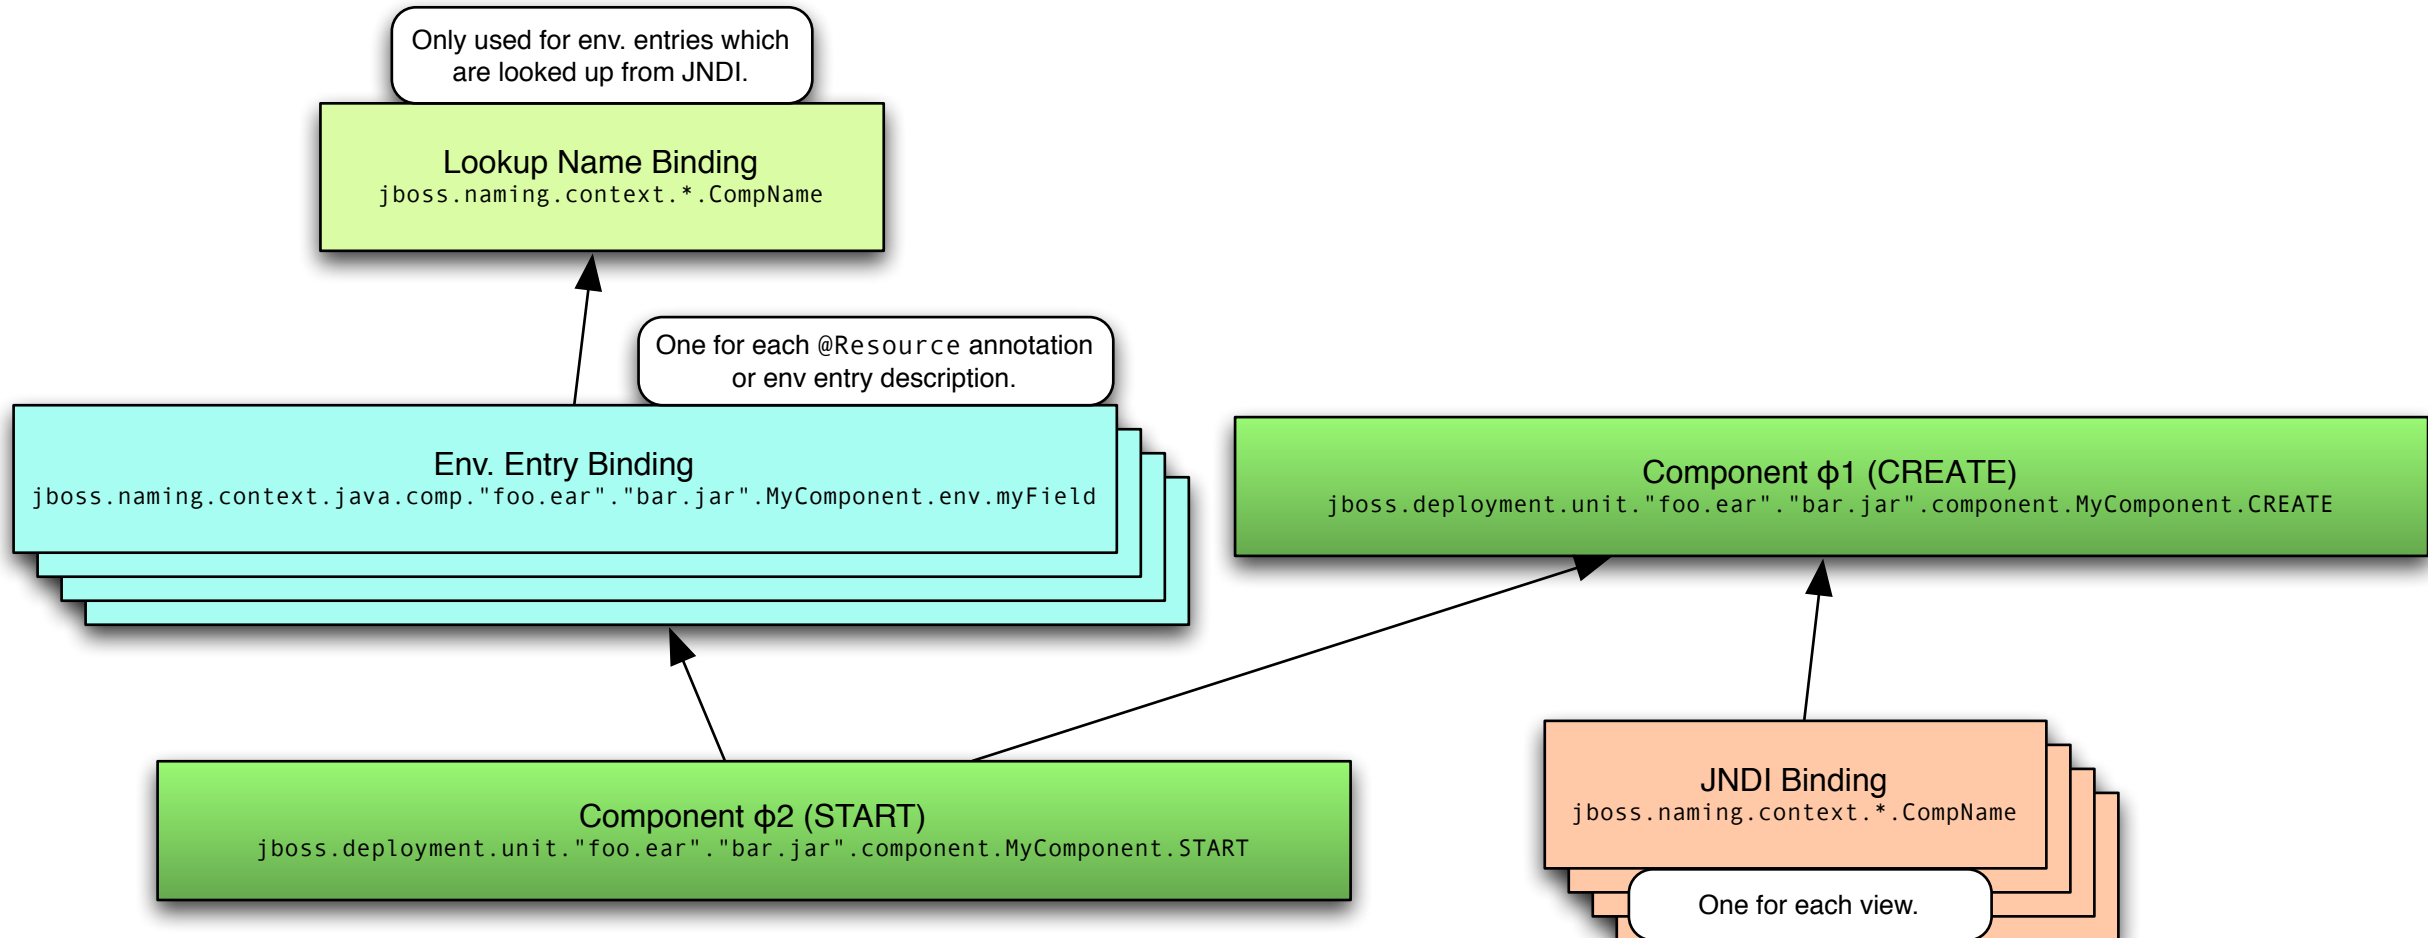 Only used for env. entries which
are looked up from JNDI.
Lookup Name Binding
jboss.naming.context.*.CompName
One for each @Resource annotation
or env entry description.
Env. Entry Binding
jboss.naming.context.java.comp."foo.ear"."bar.jar".MyComponent.env.myField
Component φ1 (CREATE)
jboss.deployment.unit."foo.ear"."bar.jar".component.MyComponent.CREATE
Component φ2 (START)
jboss.deployment.unit."foo.ear"."bar.jar".component.MyComponent.START
JNDI Binding
jboss.naming.context.*.CompName
One for each view.